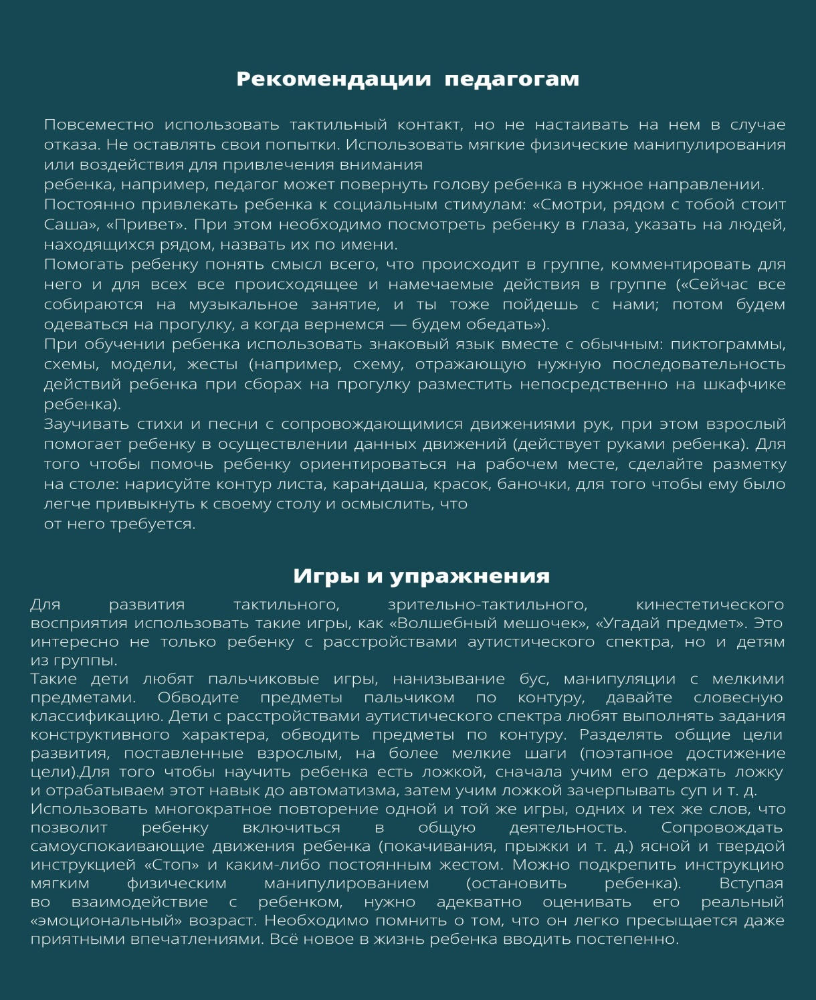 Рекомендации педагогам
Повсеместно использовать тактильный контакт, но не настаивать на нем в случае
отказа. Не оставлять свои попытки. Использовать мягкие физические манипулирования
или воздействия для привлечения внимания
ребенка, например, педагог может повернуть голову ребенка в нужное направлении.
Постоянно привлекать ребенка к социальным стимулам: «Смотри, рядом с тобой стоит
Саша», «Привет». При этом необходимо посмотреть ребенку в глаза, указать на людей,
находящихся рядом, назвать их по имени.
Помогать ребенку понять смысл всего, что происходит в группе, комментировать для
него и для всех все происходящее и намечаемые действия в группе («Сейчас все
собираются на музыкальное занятие, и ты тоже пойдешь с нами; потом будем
одеваться на прогулку, а когда вернемся — будем обедать»).
При обучении ребенка использовать знаковый язык вместе с обычным: пиктограммы,
схемы, модели, жесты (например, схему, отражающую нужную последовательность
действий ребенка при сборах на прогулку разместить непосредственно на шкафчике
ребенка).
Заучивать стихи и песни с сопровождающимися движениями рук, при этом взрослый
помогает ребенку в осуществлении данных движений (действует руками ребенка). Для
того чтобы помочь ребенку ориентироваться на рабочем месте, сделайте разметку
на столе: нарисуйте контур листа, карандаша, красок, баночки, для того чтобы ему было
легче привыкнуть к своему столу и осмыслить, что
от него требуется.
Игры и упражнения
Для развития тактильного, зрительно-тактильного, кинестетического
восприятия использовать такие игры, как «Волшебный мешочек», «Угадай предмет». Это
интересно не только ребенку с расстройствами аутистического спектра, но и детям
из группы.
Такие дети любят пальчиковые игры, нанизывание бус, манипуляции с мелкими
предметами. Обводите предметы пальчиком по контуру, давайте словесную
классификацию. Дети с расстройствами аутистического спектра любят выполнять задания
конструктивного характера, обводить предметы по контуру. Разделять общие цели
развития, поставленные взрослым, на более мелкие шаги (поэтапное достижение
цели).Для того чтобы научить ребенка есть ложкой, сначала учим его держать ложку
и отрабатываем этот навык до автоматизма, затем учим ложкой зачерпывать суп и т. д.
Использовать многократное повторение одной и той же игры, одних и тех же слов, что
позволит ребенку включиться в общую деятельность. Сопровождать
самоуспокаивающие движения ребенка (покачивания, прыжки и т. д.) ясной и твердой
инструкцией «Стоп» и каким-либо постоянным жестом. Можно подкрепить инструкцию
мягким физическим манипулированием (остановить ребенка). Вступая
во взаимодействие с ребенком, нужно адекватно оценивать его реальный
«эмоциональный» возраст. Необходимо помнить о том, что он легко пресыщается даже
приятными впечатлениями. Всё новое в жизнь ребенка вводить постепенно.